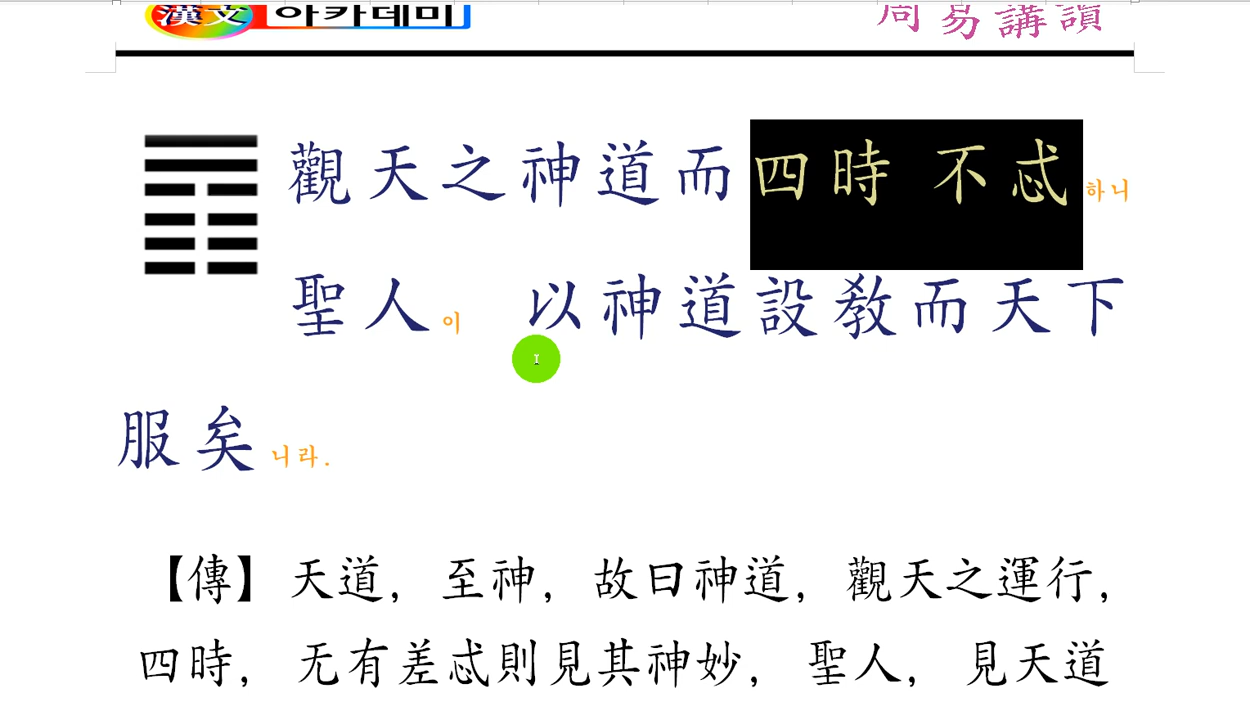 漢文 아카데미 周易講讀
觀天之神道而四時 不忒하니
聖人이 以神道設敎而天下
服矣니라.
【傳】 天道, 至神, 故曰神道, 觀天之運行,
四時, 无有差忒則見其神妙, 聖人, 見天道